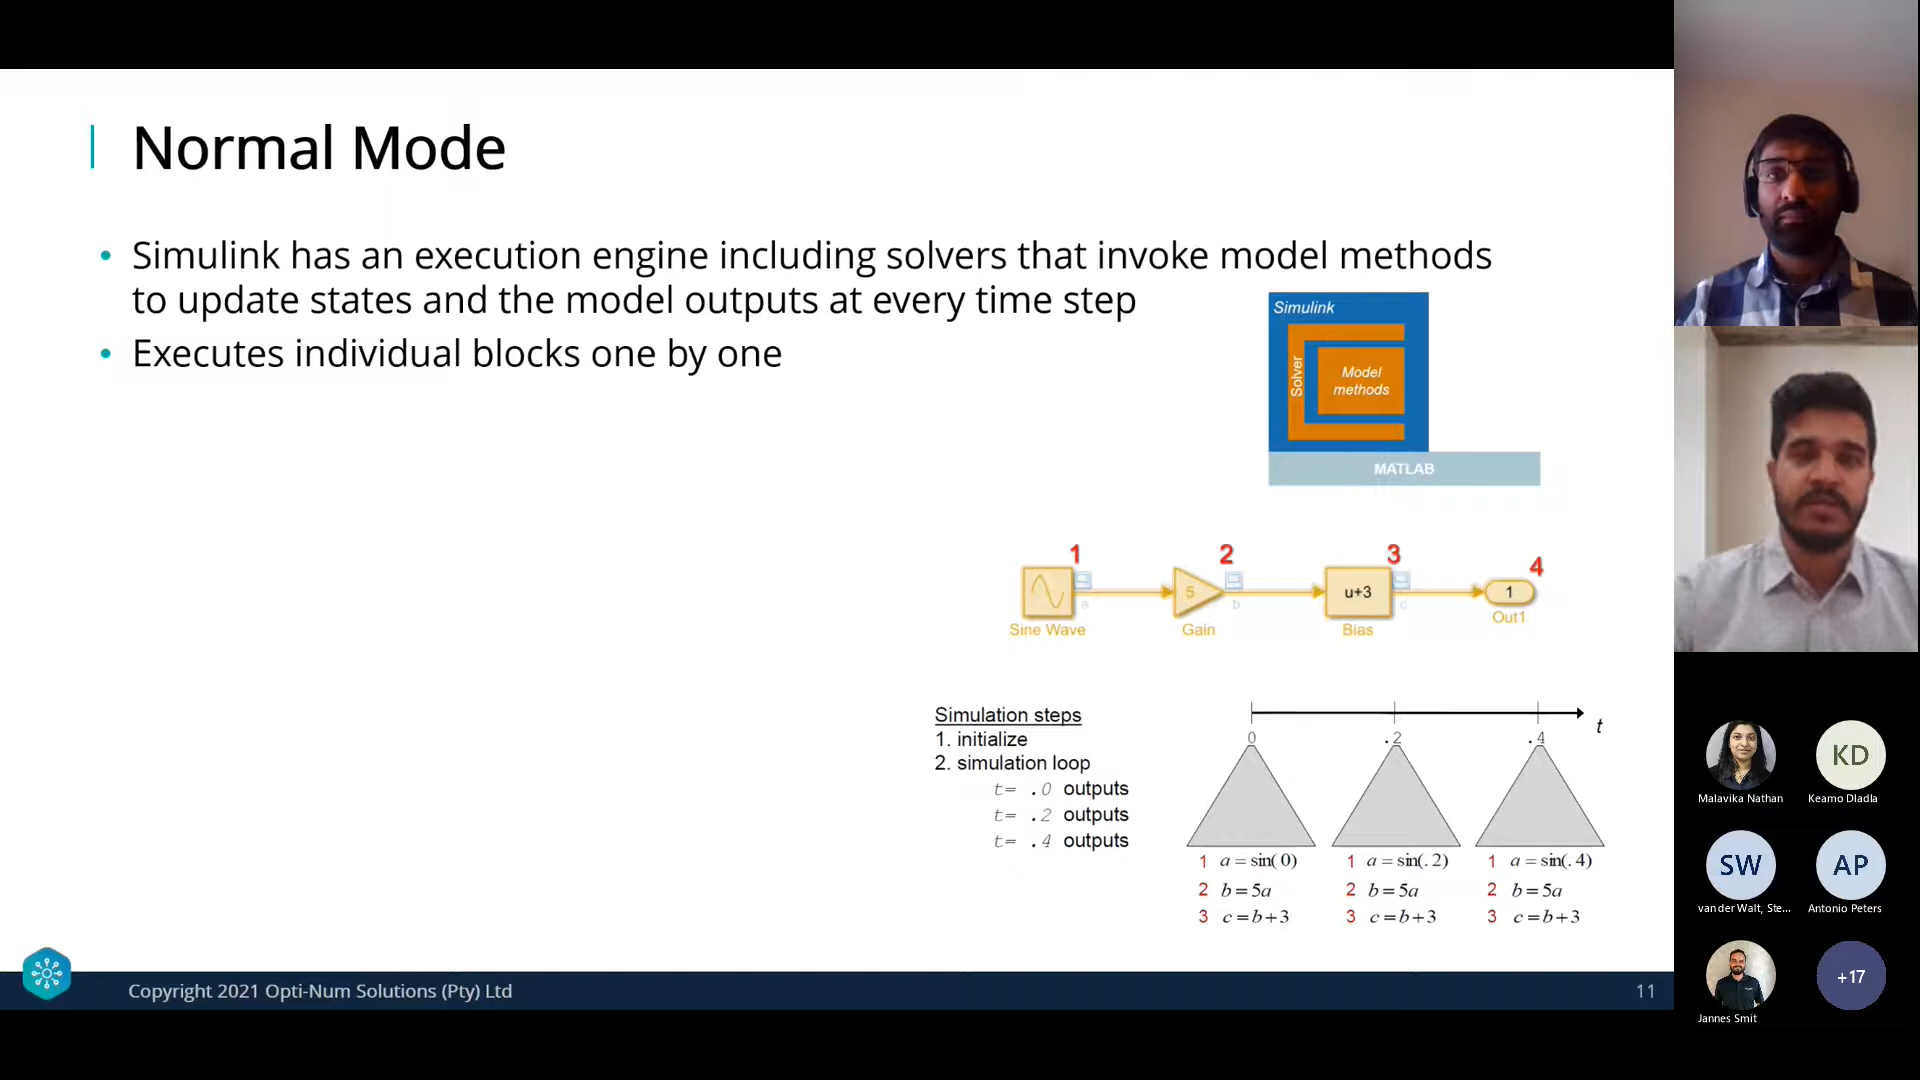 Normal Mode
• Simulink has an execution engine including solvers that invoke model methods
to update states and the model outputs at every time step
• Executes individual blocks one by one
Simulink
Solver
Model
methods
MATLAB
1
2
3
4
5
u+3
1
a
b
c
Sine Wave
Gain
Bias
Out1
Simulation steps
1. initialize
2. simulation loop
t= .0 outputs
t= .2 outputs
t= .4 outputs
t
0
.2
.4
1 a = sin(0)
2 b = 5a
3 c = b+3
1 a = sin(.2)
2 b = 5a
3 c = b+3
1 a = sin(.4)
2 b = 5a
3 c = b+3
Copyright 2021 Opti-Num Solutions (Pty) Ltd
11
KD
Malavika Nathan
Keamo Dladla
SW
AP
van der Walt, Ste...
Antonio Peters
+17
Jannes Smit